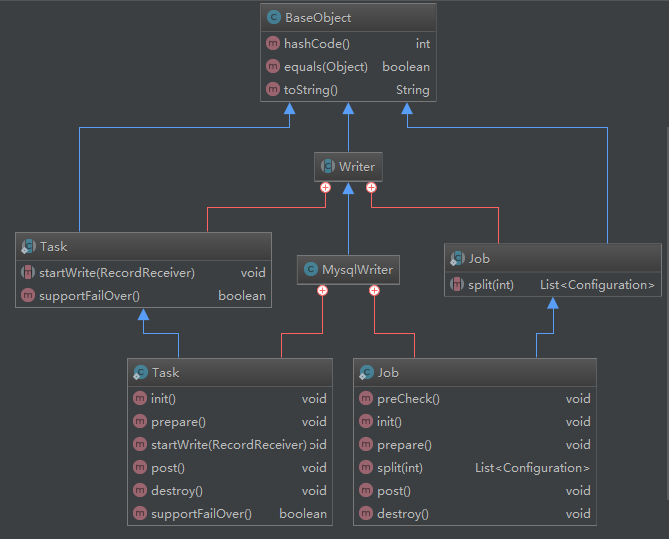 BaseObject
hashCode() int
equals(Object) boolean
toString() String
Writer
Task
startWrite(RecordReceiver) void
supportFailOver() boolean
MysqlWriter
Job
split(int) List<Configuration>
Task
init() void
prepare() void
startWrite(RecordReceiver) oid
post() void
destroy() void
supportFailOver() boolean
Job
preCheck() void
init() void
prepare() void
split(int) List<Configuration>
post() void
destroy() void